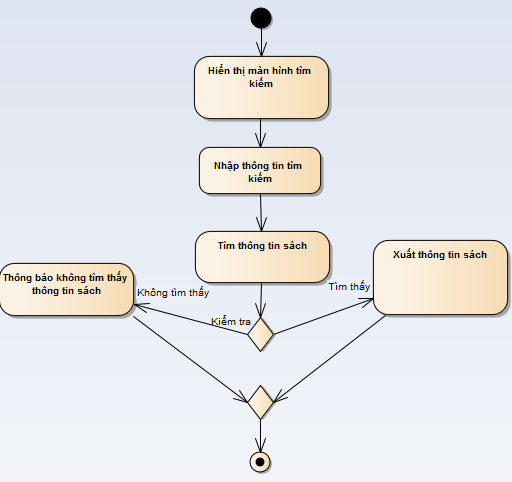 Hiển thị màn hình tìm
kiếm
Nhập thông tin tìm
kiếm
Tìm thông tin sách
Xuất thông tin sách
Thông báo không tìm thấy
thông tin sách
Không tìm thấy
Tìm thấy
Kiểm tra